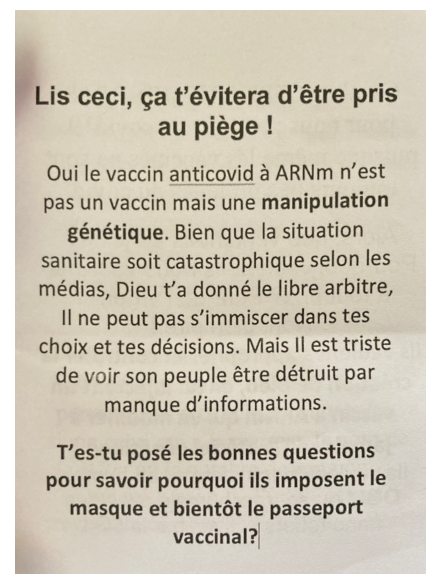 Lis ceci, ça t'évitera d'être pris
au piège !
Oui le vaccin anticovid à ARNm n'est
pas un vaccin mais une manipulation
génétique. Bien que la situation
sanitaire soit catastrophique selon les
médias, Dieu t'a donné le libre arbitre,
Il ne peut pas s'immiscer dans tes
choix et tes décisions. Mais Il est triste
de voir son peuple être détruit par
manque d'informations.
T'es-tu posé les bonnes questions
pour savoir pourquoi ils imposent le
masque et bientôt le passeport
vaccinal?